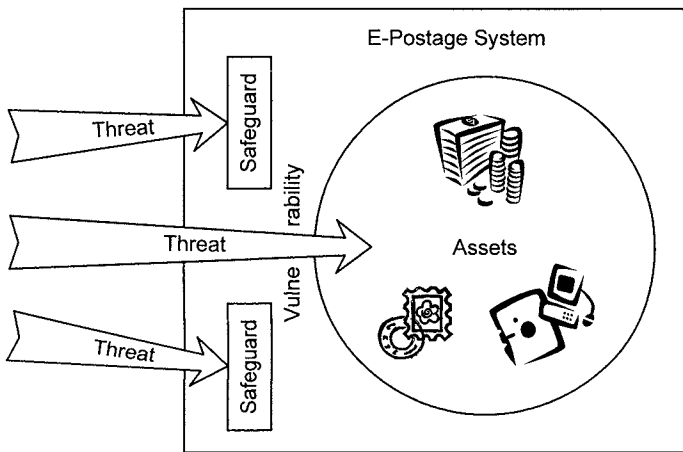 E-Postage System
Threat
Safeguard
Vulne rability
Threat
Assets
Threat
Safeguard